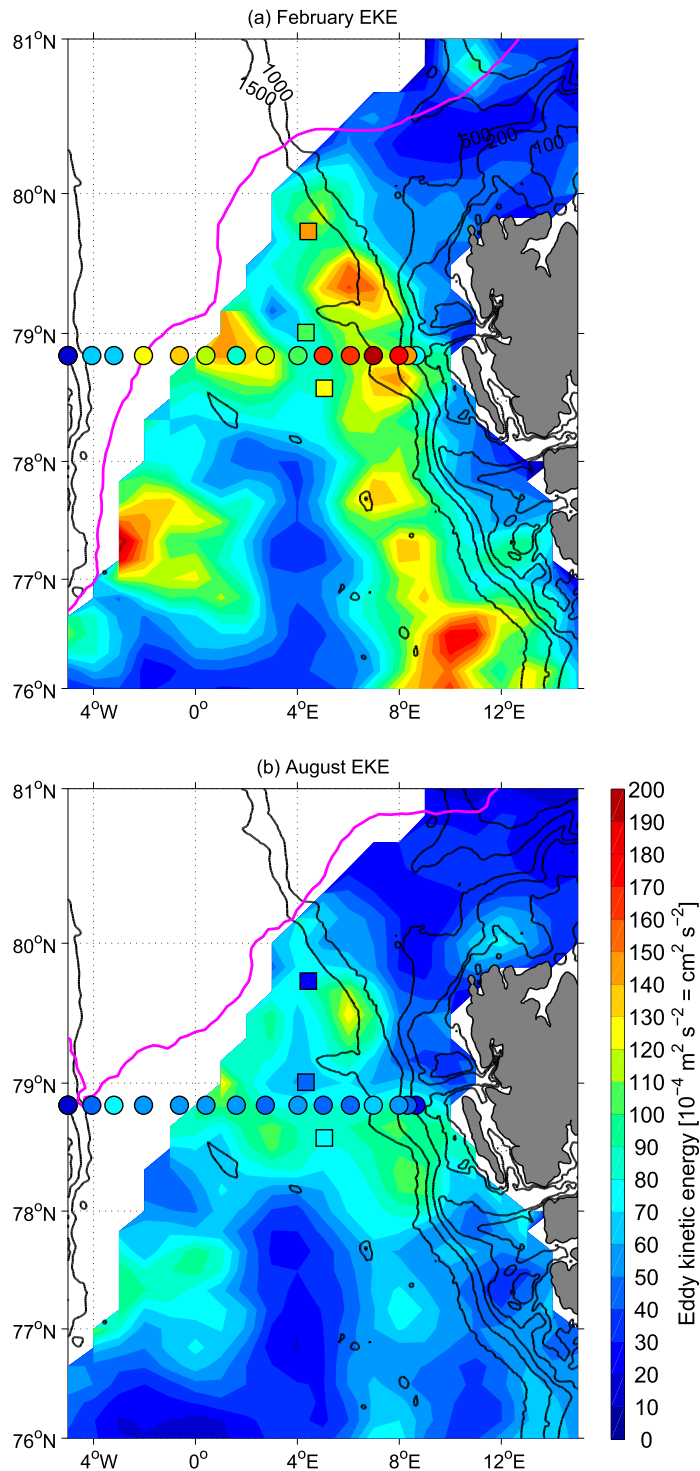 (a) February EKE
81°N
80°N
79°N
78°N
77°N
76°N
1000
1500
500
200
100
4°W
0°
4°E
8°E
12°E
(b) August EKE
81°N
80°N
79°N
78°N
77°N
76°N
4°W
0°
4°E
8°E
12°E
200
190
180
170
160
150
140
130
120
110
100
90
80
70
60
50
40
30
20
10
0
Eddy kinetic energy [10⁻⁴ m² s⁻² = cm² s⁻²]